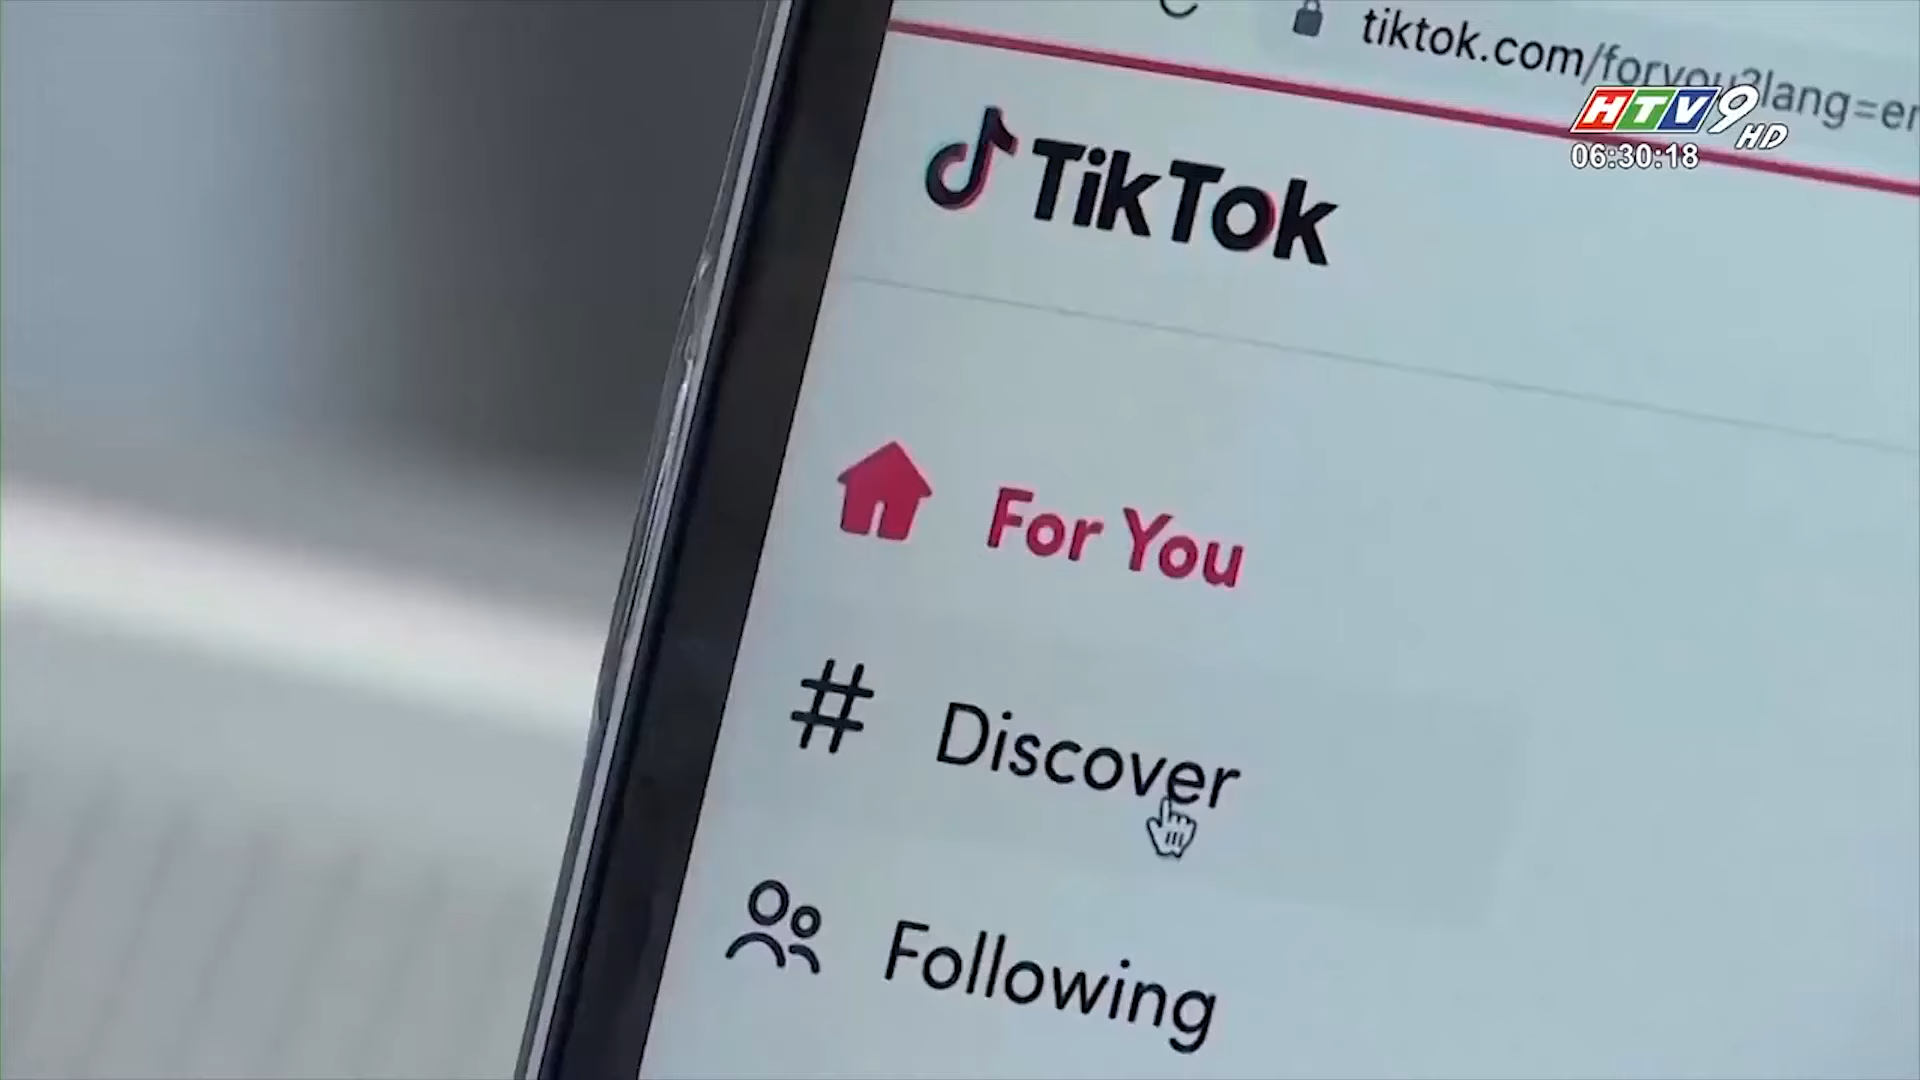 tiktok.com/foryou?lang=en
HTV9 HD
06:30:18
TikTok
For You
# Discover
Following